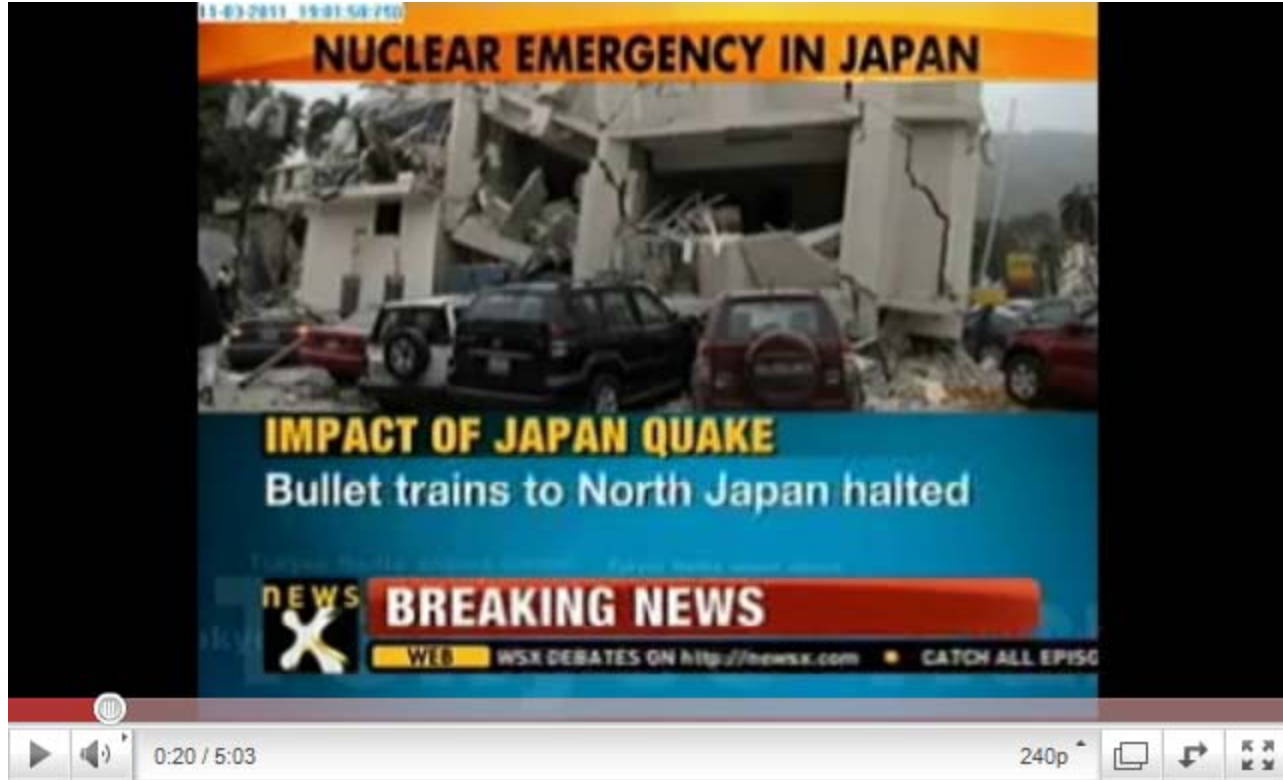 11-03-2011 19:01:58:750
NUCLEAR EMERGENCY IN JAPAN
IMPACT OF JAPAN QUAKE
Bullet trains to North Japan halted
NEWS X
BREAKING NEWS
WEB WSX DEBATES ON http://newsx.com • CATCH ALL EPISO
0:20 / 5:03
240p